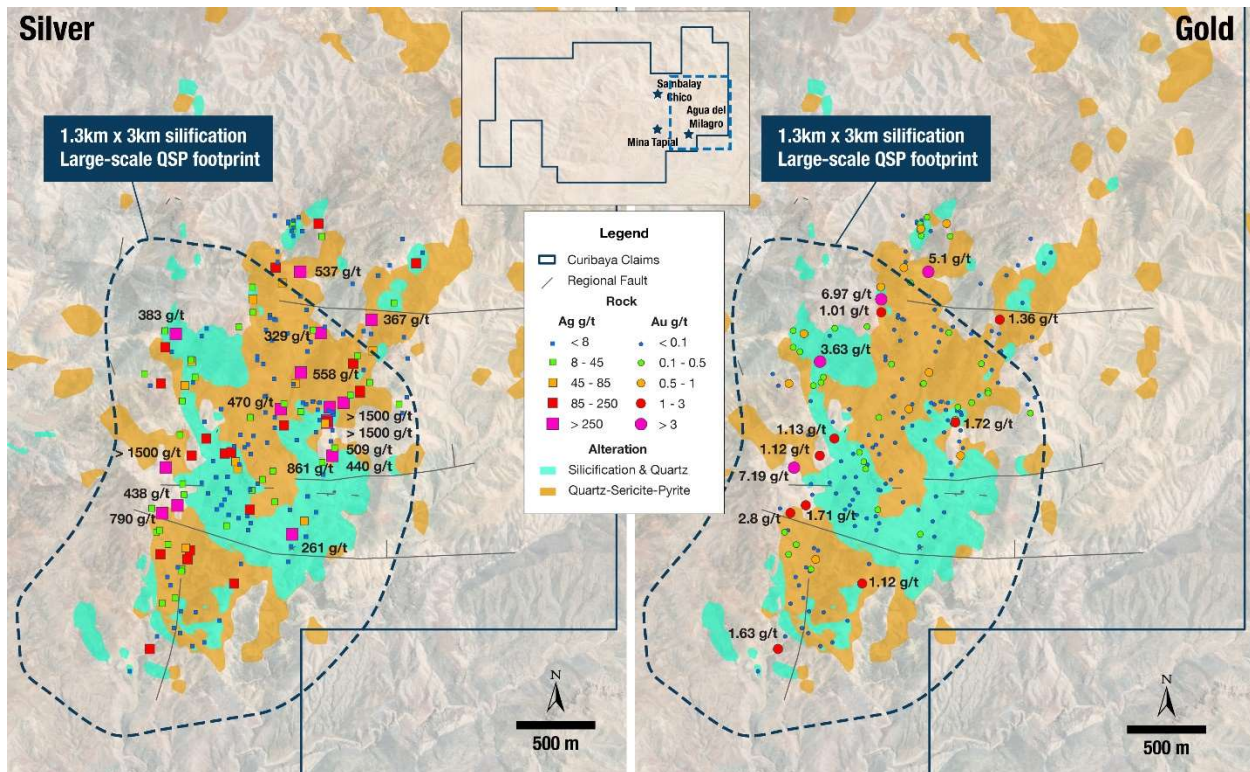 Silver
1.3km x 3km silification
Large-scale QSP footprint
537 g/t
383 g/t
367 g/t
329 g/t
558 g/t
470 g/t
> 1500 g/t
> 1500 g/t
509 g/t
440 g/t
861 g/t
> 1500 g/t
438 g/t
790 g/t
261 g/t
N
500 m
Sambalay
Chico
Agua del
Milagro
Mina Tapial
Legend
Curibaya Claims
Regional Fault
Rock
Ag g/t
Au g/t
< 8
< 0.1
8 - 45
0.1 - 0.5
45 - 85
0.5 - 1
85 - 250
1 - 3
> 250
> 3
Alteration
Silicification & Quartz
Quartz-Sericite-Pyrite
Gold
1.3km x 3km silification
Large-scale QSP footprint
5.1 g/t
6.97 g/t
1.01 g/t
1.36 g/t
3.63 g/t
1.72 g/t
1.13 g/t
1.12 g/t
7.19 g/t
1.71 g/t
2.8 g/t
1.12 g/t
1.63 g/t
N
500 m